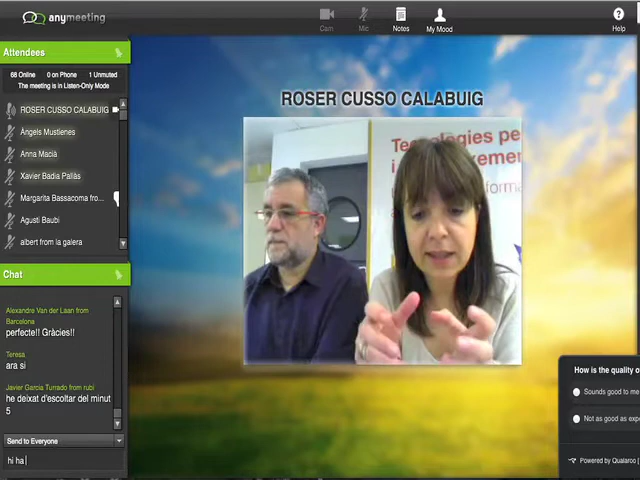 anymeeting
Cam
Mic
Notes
My Mood
Help
Attendees
68 Online 0 on Phone 1 Unmuted
The meeting is in Listen-Only Mode
ROSER CUSSO CALABUIG
Àngels Mustienes
Anna Macià
Xavier Badia Pallàs
Margarita Bassacoma fro...
Agusti Baubi
albert from la galera
Chat
Alexandre Van der Laan from
Barcelona
perfecte!! Gràcies!!
Teresa
ara si
Javier Garcia Turrado from rubi
he deixat d'escoltar del minut
5
Send to Everyone
hi ha
ROSER CUSSO CALABUIG
Tecnologies pe
i
ixemen
forma
How is the quality o
Sounds good to me
Not as good as exp
Powered by Qualaroo [